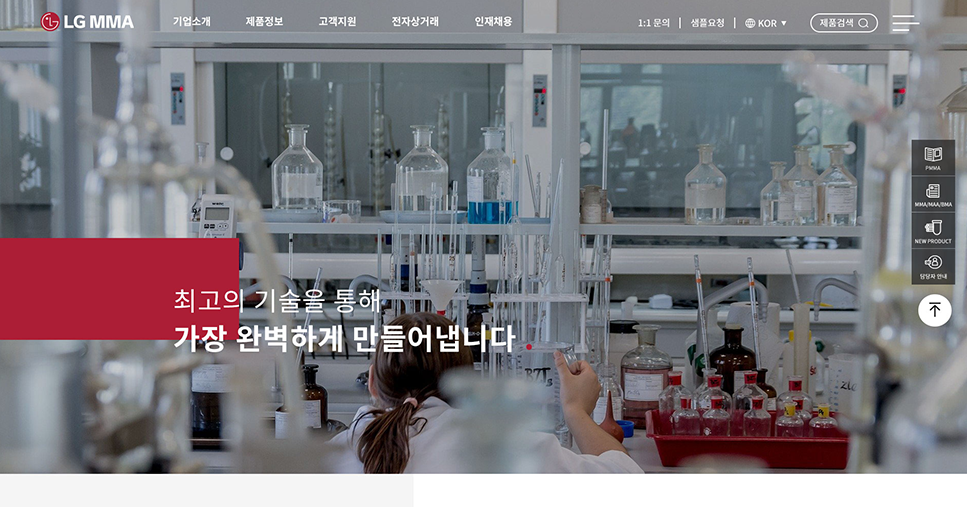 LG MMA
기업소개 제품정보 고객지원 전자상거래 인재채용
1:1 문의 | 샘플요청 | KOR ▼ 제품검색
PMMA
MMA/MAA/BMA
NEW PRODUCT
담당자 안내
최고의 기술을 통해
가장 완벽하게 만들어냅니다